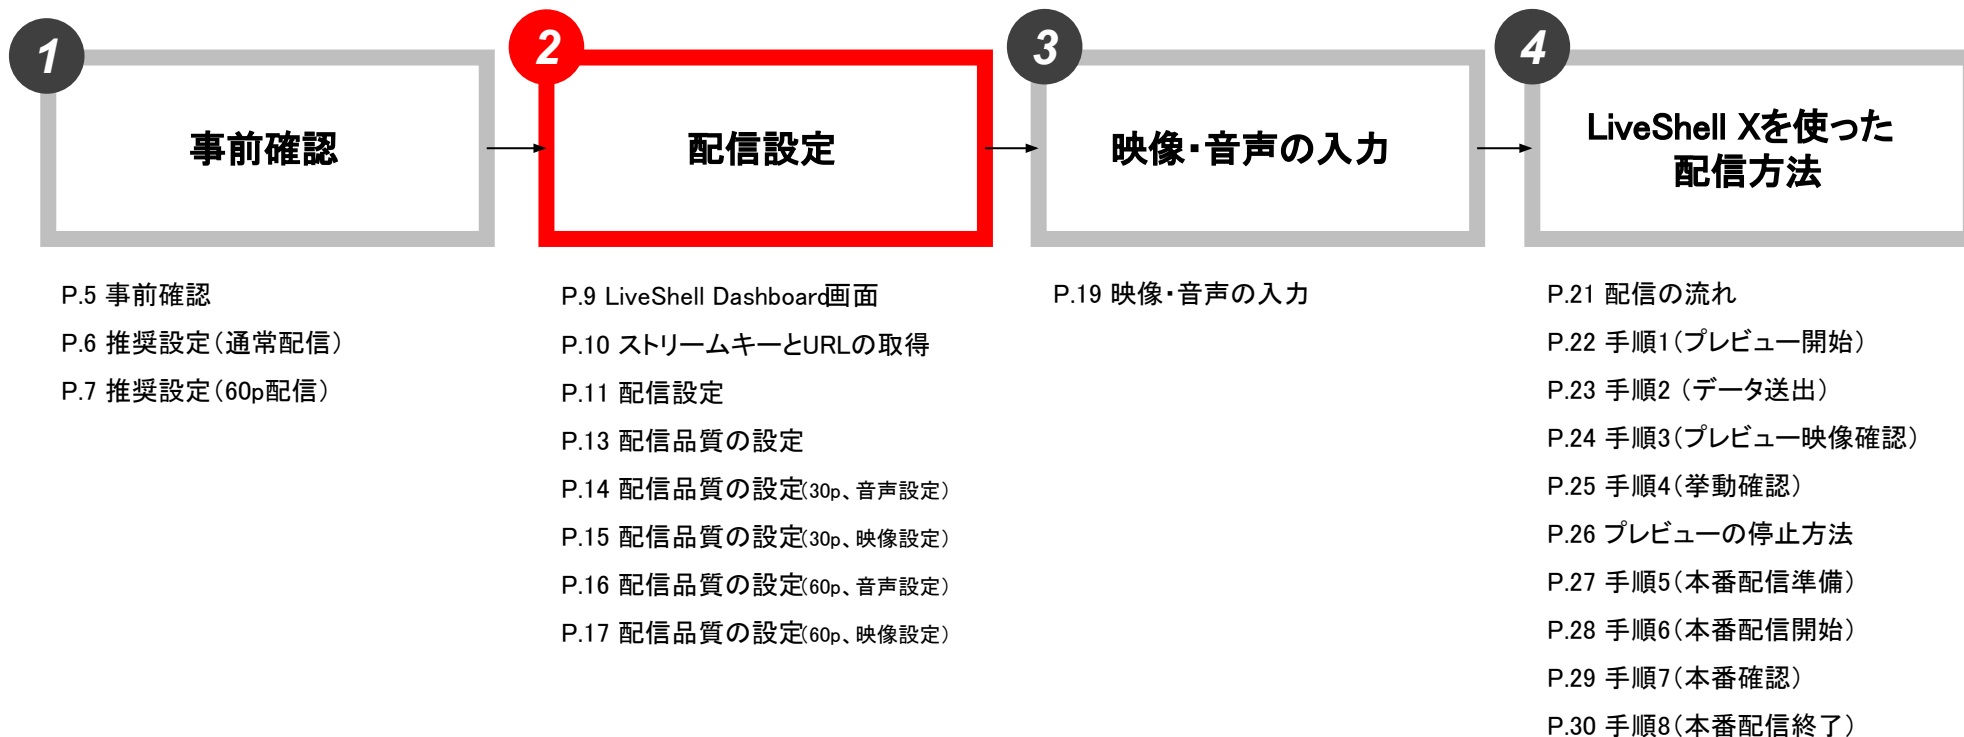 1
事前確認
P.5 事前確認
P.6 推奨設定(通常配信)
P.7 推奨設定(60p配信)
2
配信設定
P.9 LiveShell Dashboard画面
P.10 ストリームキーとURLの取得
P.11 配信設定
P.13 配信品質の設定
P.14 配信品質の設定(30p、音声設定)
P.15 配信品質の設定(30p、映像設定)
P.16 配信品質の設定(60p、音声設定)
P.17 配信品質の設定(60p、映像設定)
3
映像・音声の入力
P.19 映像・音声の入力
4
LiveShell Xを使った
配信方法
P.21 配信の流れ
P.22 手順1(プレビュー開始)
P.23 手順2 (データ送出)
P.24 手順3(プレビュー映像確認)
P.25 手順4(挙動確認)
P.26 プレビューの停止方法
P.27 手順5(本番配信準備)
P.28 手順6(本番配信開始)
P.29 手順7(本番確認)
P.30 手順8(本番配信終了)